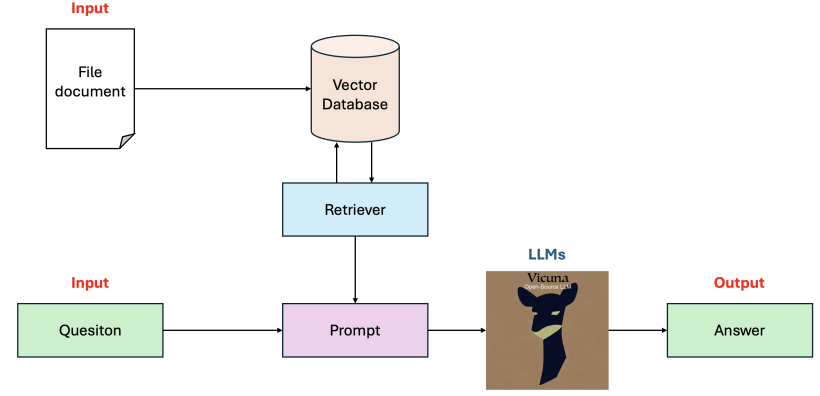 Input
File
document
Vector
Database
Retriever
LLMs
Vicuna
Open-Source LLM
Input
Output
Quesiton
Prompt
Answer